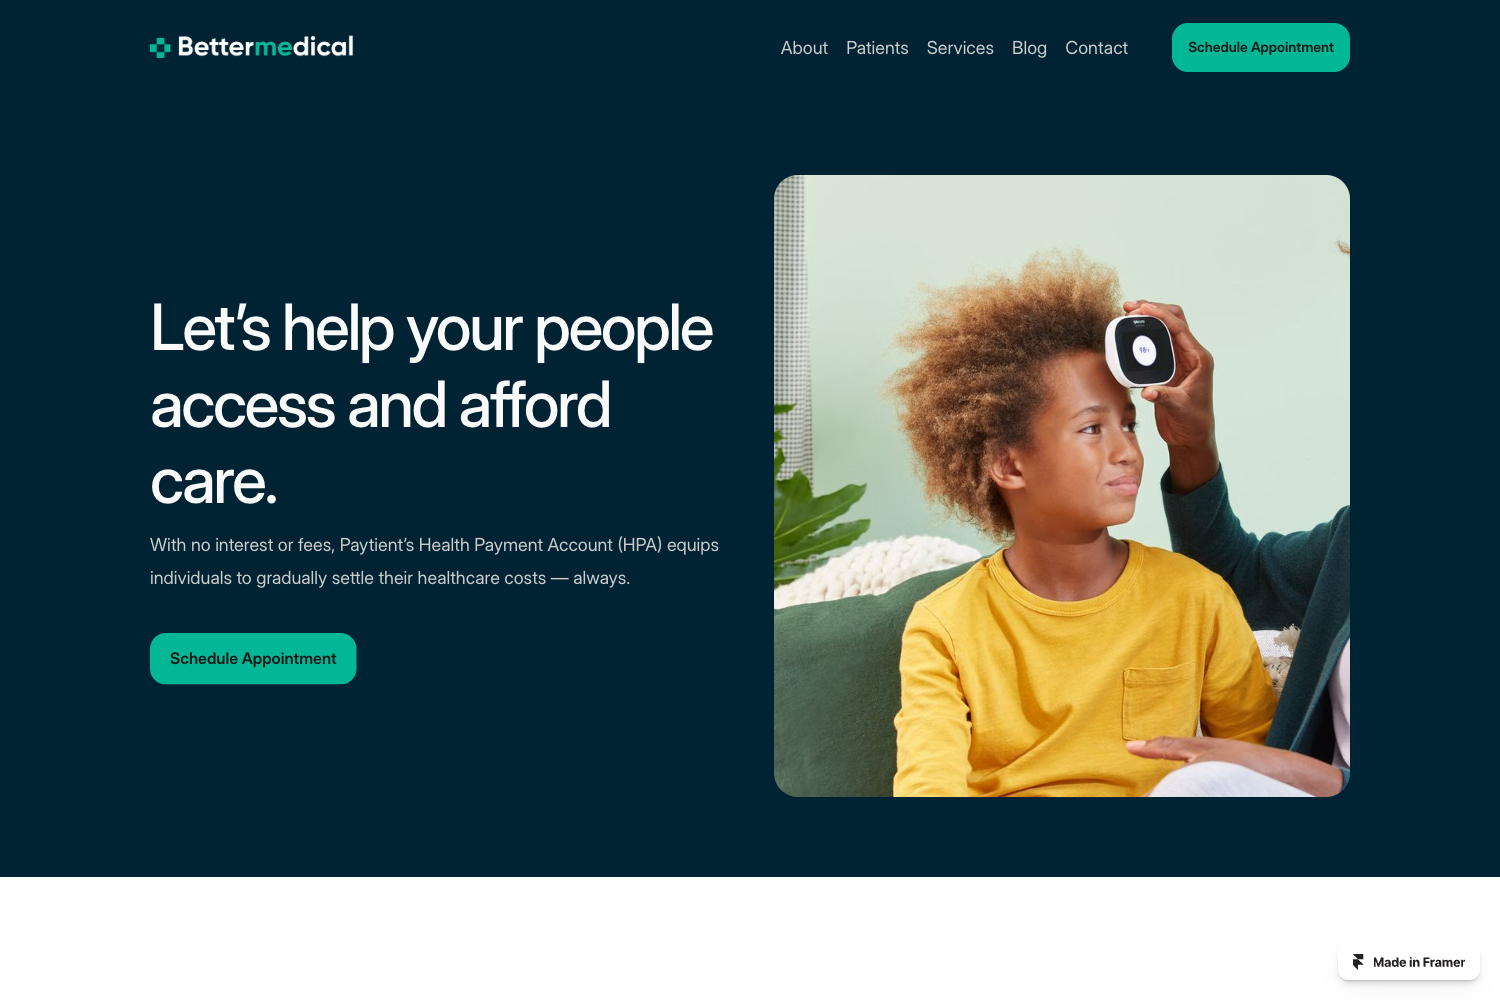 Bettermedical
About Patients Services Blog Contact
Schedule Appointment
Let’s help your people
access and afford
care.
With no interest or fees, Paytient’s Health Payment Account (HPA) equips
individuals to gradually settle their healthcare costs — always.
Schedule Appointment
Made in Framer